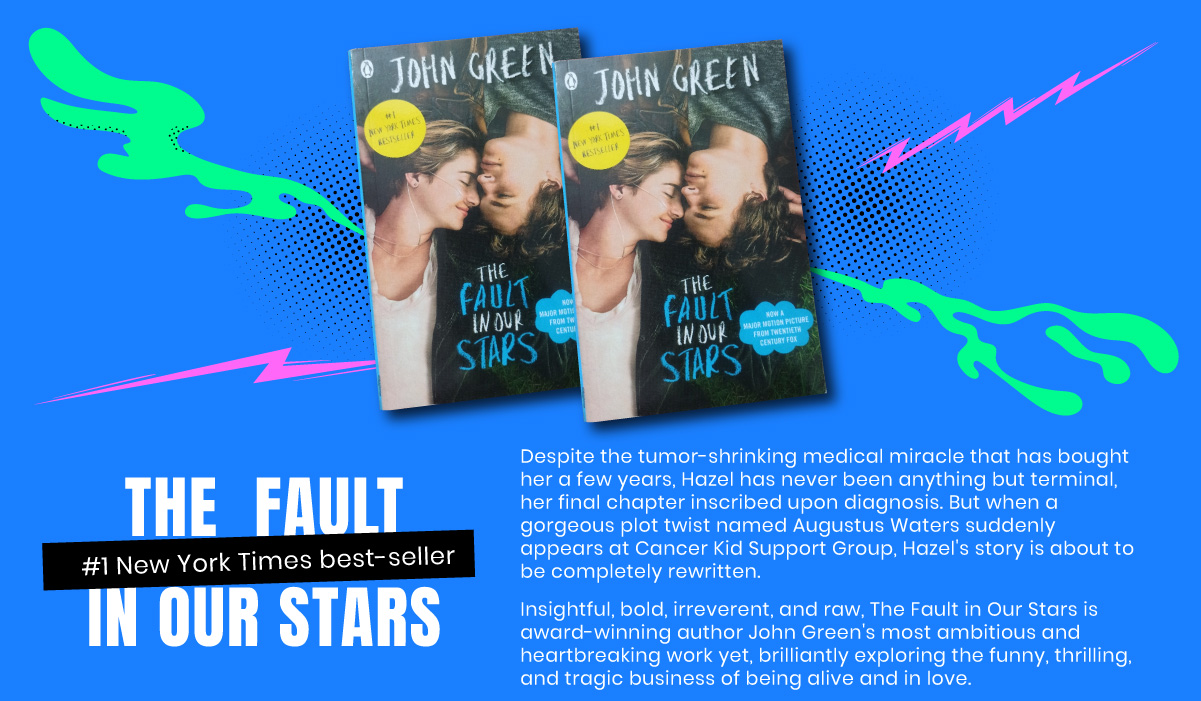 JOHN GREEN
#1
NEW YORK TIMES
BESTSELLER
THE
FAULT
IN OUR
STARS
NOW
MAJOR MOTI
FROM TW
CENTU
JOHN GREEN
#1
NEW YORK TIMES
BESTSELLER
THE
FAULT
IN OUR
STARS
NOW A
MAJOR MOTION PICTURE
FROM TWENTIETH
CENTURY FOX
THE FAULT
#1 New York Times best-seller
IN OUR STARS
Despite the tumor-shrinking medical miracle that has bought
her a few years, Hazel has never been anything but terminal,
her final chapter inscribed upon diagnosis. But when a
gorgeous plot twist named Augustus Waters suddenly
appears at Cancer Kid Support Group, Hazel's story is about to
be completely rewritten.
Insightful, bold, irreverent, and raw, The Fault in Our Stars is
award-winning author John Green's most ambitious and
heartbreaking work yet, brilliantly exploring the funny, thrilling,
and tragic business of being alive and in love.